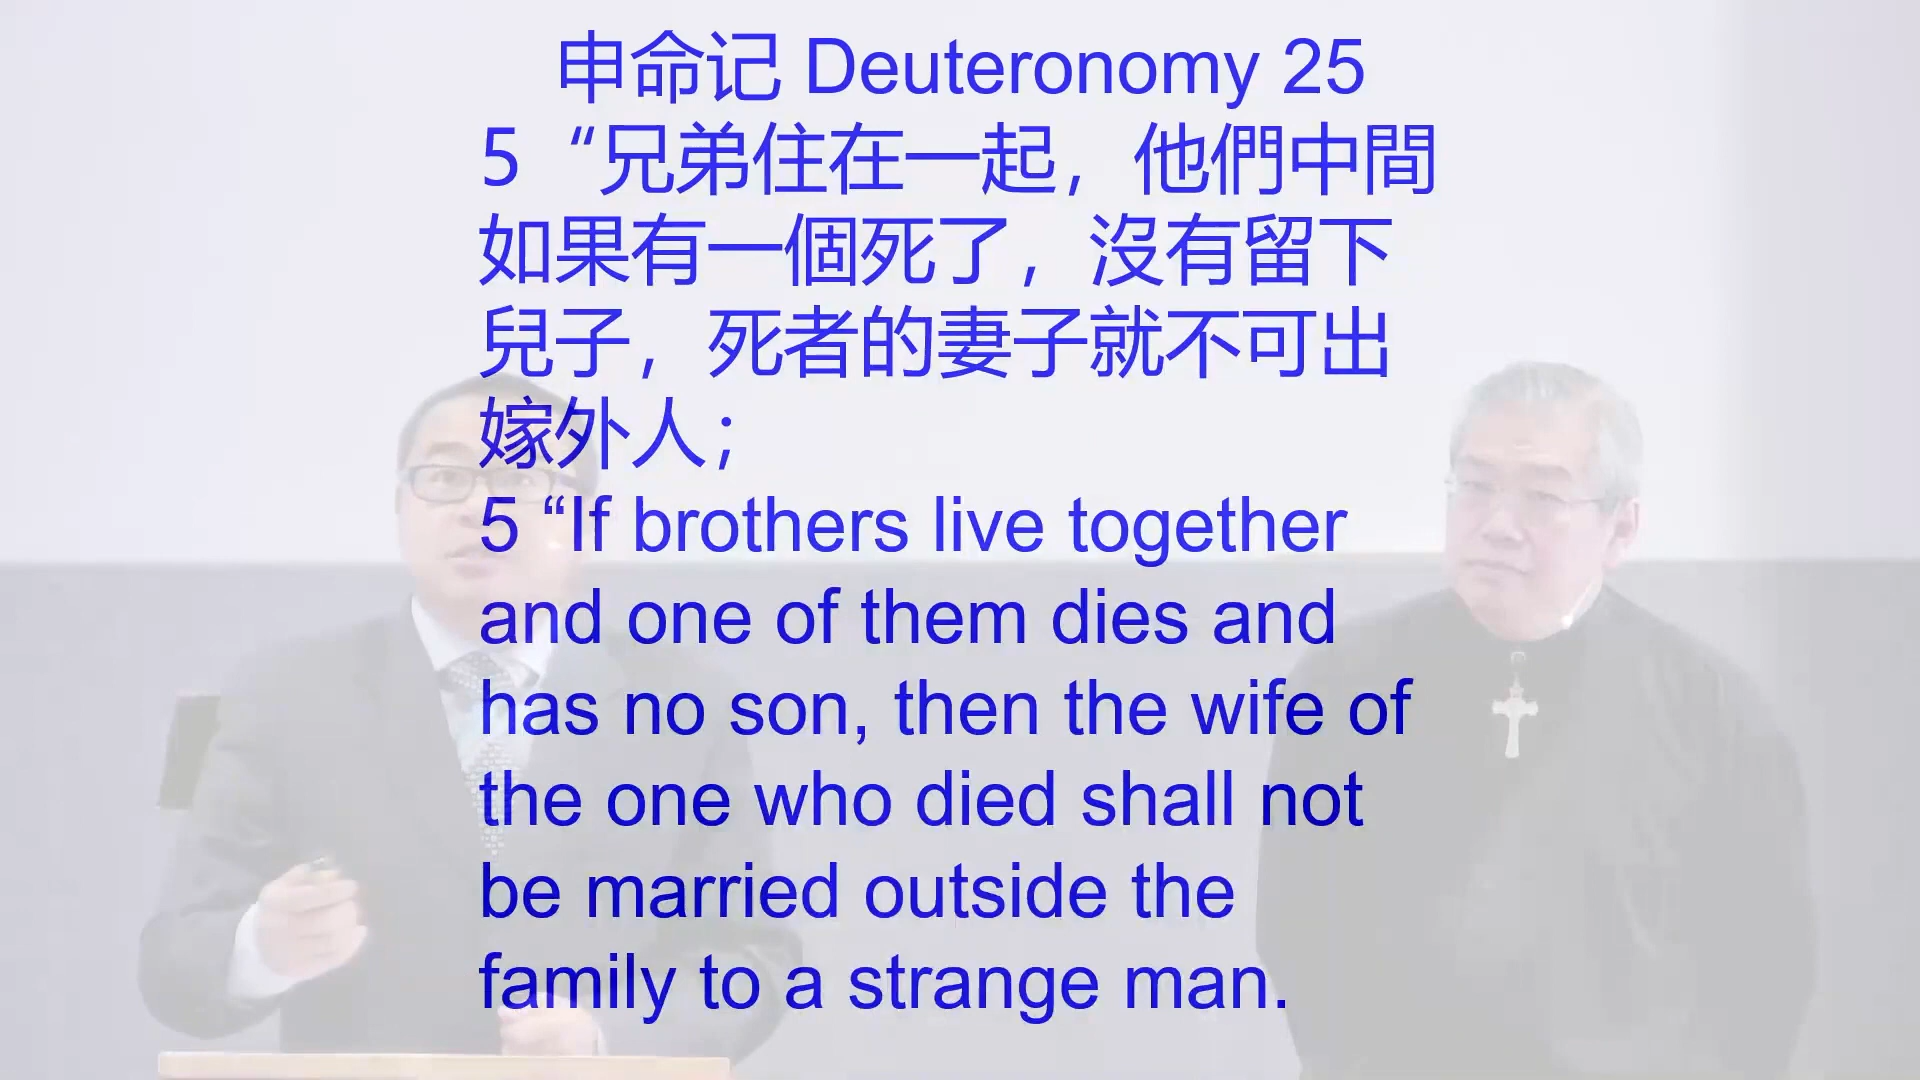 申命记 Deuteronomy 25
5 “兄弟住在一起，他們中間
如果有一個死了，沒有留下
兒子，死者的妻子就不可出
嫁外人；
5 “If brothers live together
and one of them dies and
has no son, then the wife of
the one who died shall not
be married outside the
family to a strange man.